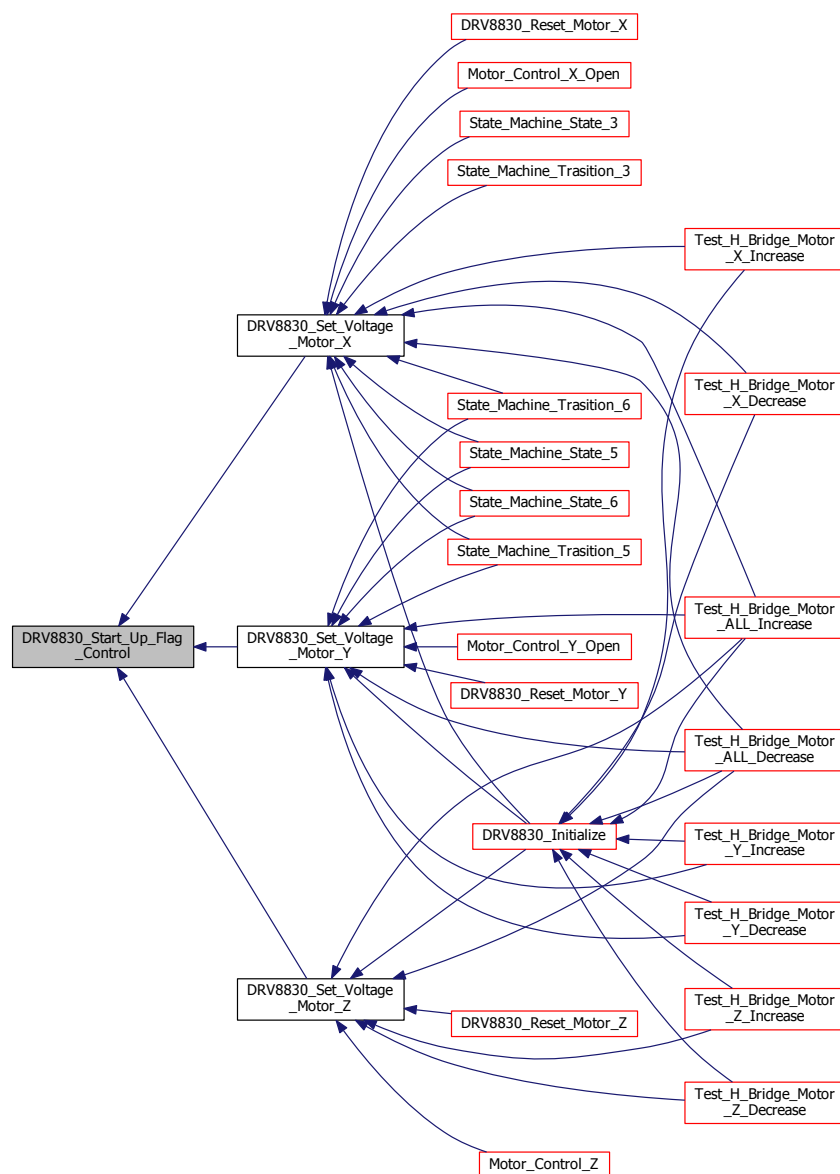 DRV8830_Reset_Motor_X
Motor_Control_X_Open
State_Machine_State_3
State_Machine_Trasition_3
Test_H_Bridge_Motor
_X_Increase
DRV8830_Set_Voltage
_Motor_X
Test_H_Bridge_Motor
_X_Decrease
State_Machine_Trasition_6
State_Machine_State_5
State_Machine_State_6
State_Machine_Trasition_5
Test_H_Bridge_Motor
_ALL_Increase
DRV8830_Start_Up_Flag
_Control
DRV8830_Set_Voltage
_Motor_Y
Motor_Control_Y_Open
DRV8830_Reset_Motor_Y
Test_H_Bridge_Motor
_ALL_Decrease
DRV8830_Initialize
Test_H_Bridge_Motor
_Y_Increase
Test_H_Bridge_Motor
_Y_Decrease
DRV8830_Set_Voltage
_Motor_Z
Test_H_Bridge_Motor
_Z_Increase
DRV8830_Reset_Motor_Z
Test_H_Bridge_Motor
_Z_Decrease
Motor_Control_Z